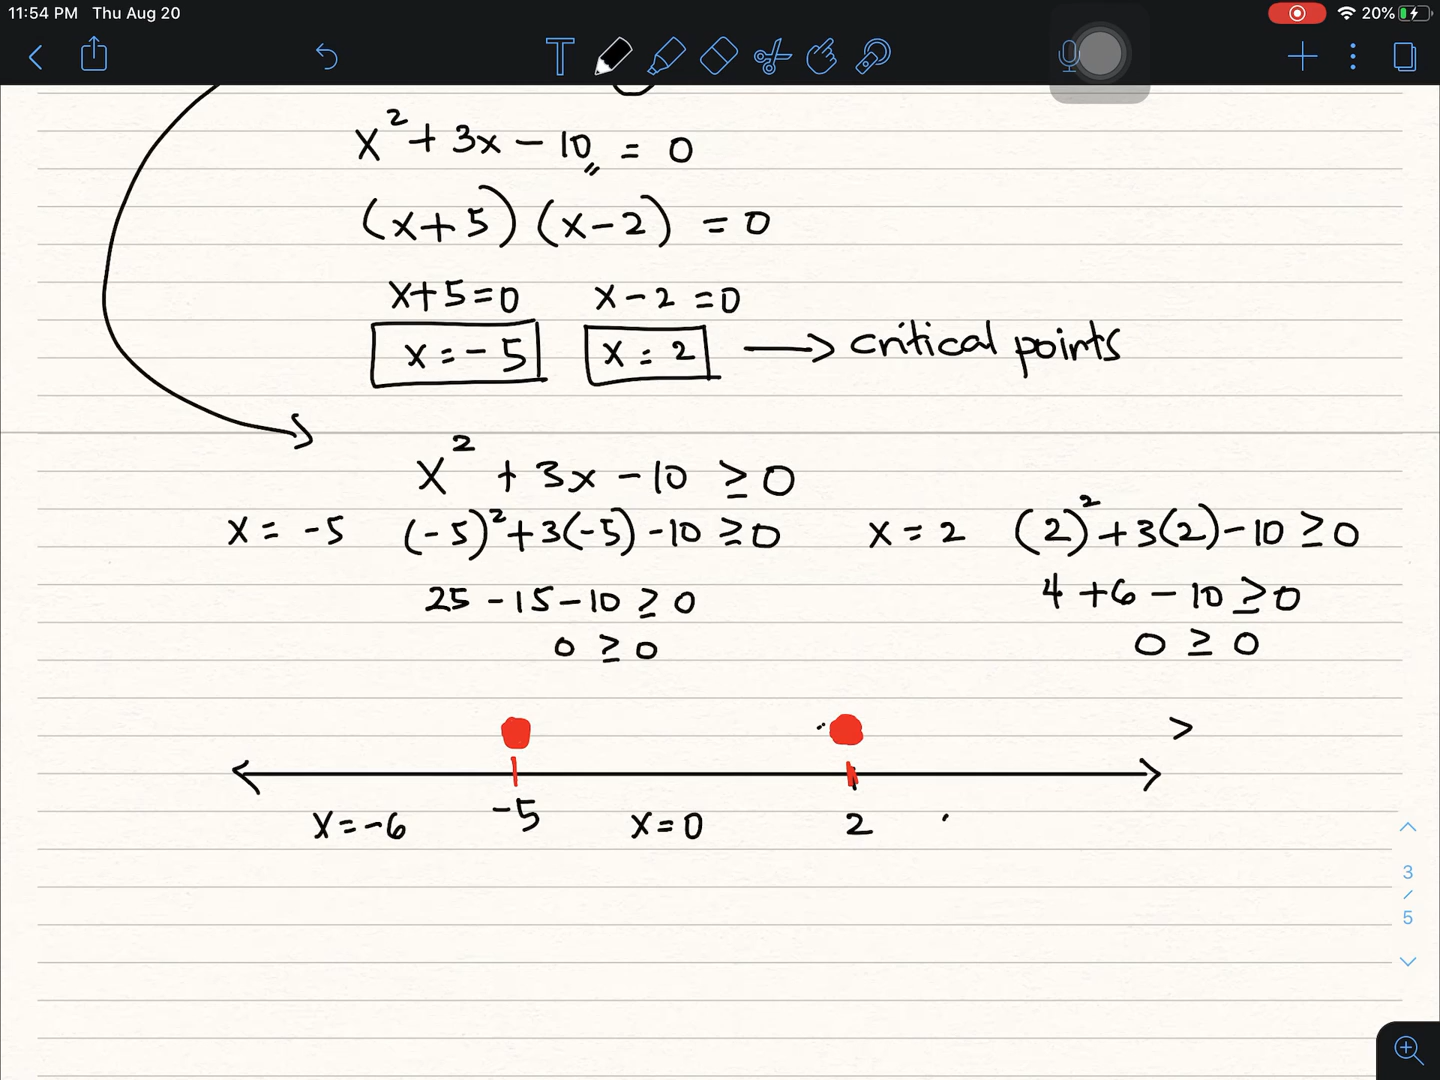 11:54 PM Thu Aug 20 20%
x² + 3x - 10 = 0
(x+5) (x-2) = 0
x+5=0 x-2=0
x=-5 x=2 → critical points
x² + 3x - 10 ≥ 0
x = -5 (-5)²+3(-5)-10 ≥ 0 x = 2 (2)²+3(2)-10 ≥ 0
25 -15-10 ≥ 0 4 +6 - 10 ≥ 0
0 ≥ 0 0 ≥ 0
>
x=-6 -5 x=0 2
3
/
5